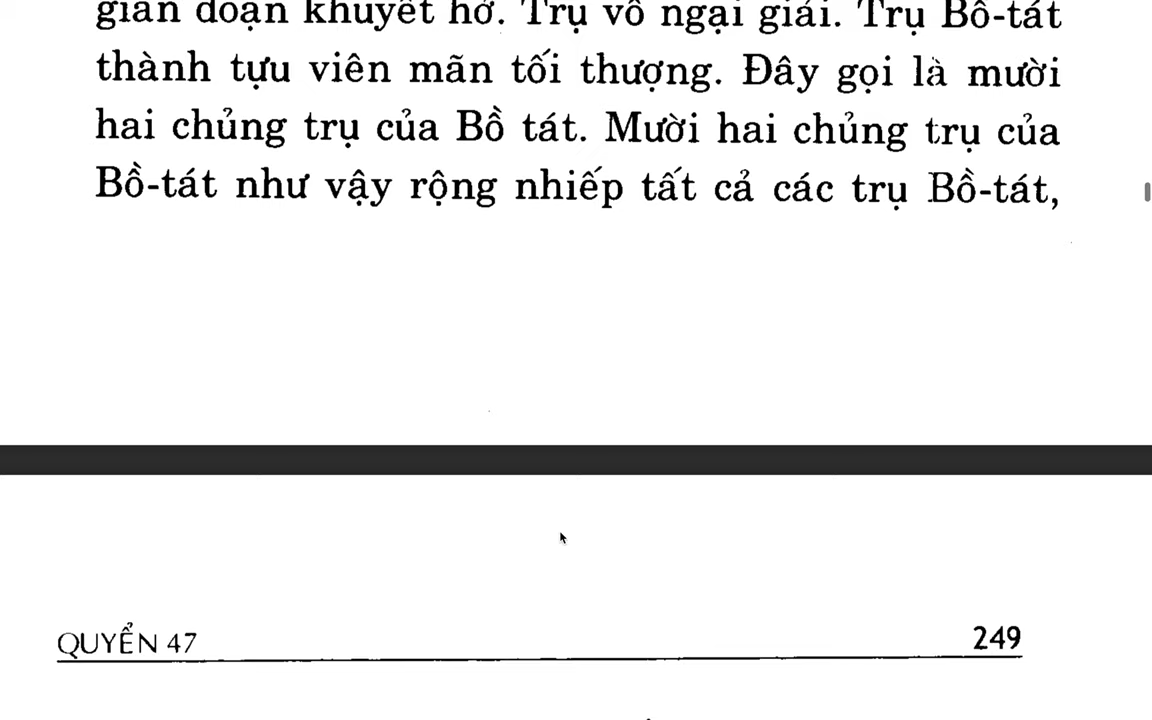 gián đoạn khuyết hở. Trụ vô ngại giải. Trụ Bồ-tát
thành tựu viên mãn tối thượng. Đây gọi là mười
hai chủng trụ của Bồ tát. Mười hai chủng trụ của
Bồ-tát như vậy rộng nhiếp tất cả các trụ Bồ-tát,
QUYỂN 47
249